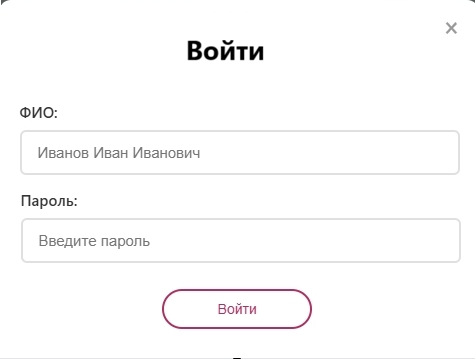 ×
Войти
ФИО:
Иванов Иван Иванович
Пароль:
Введите пароль
Войти